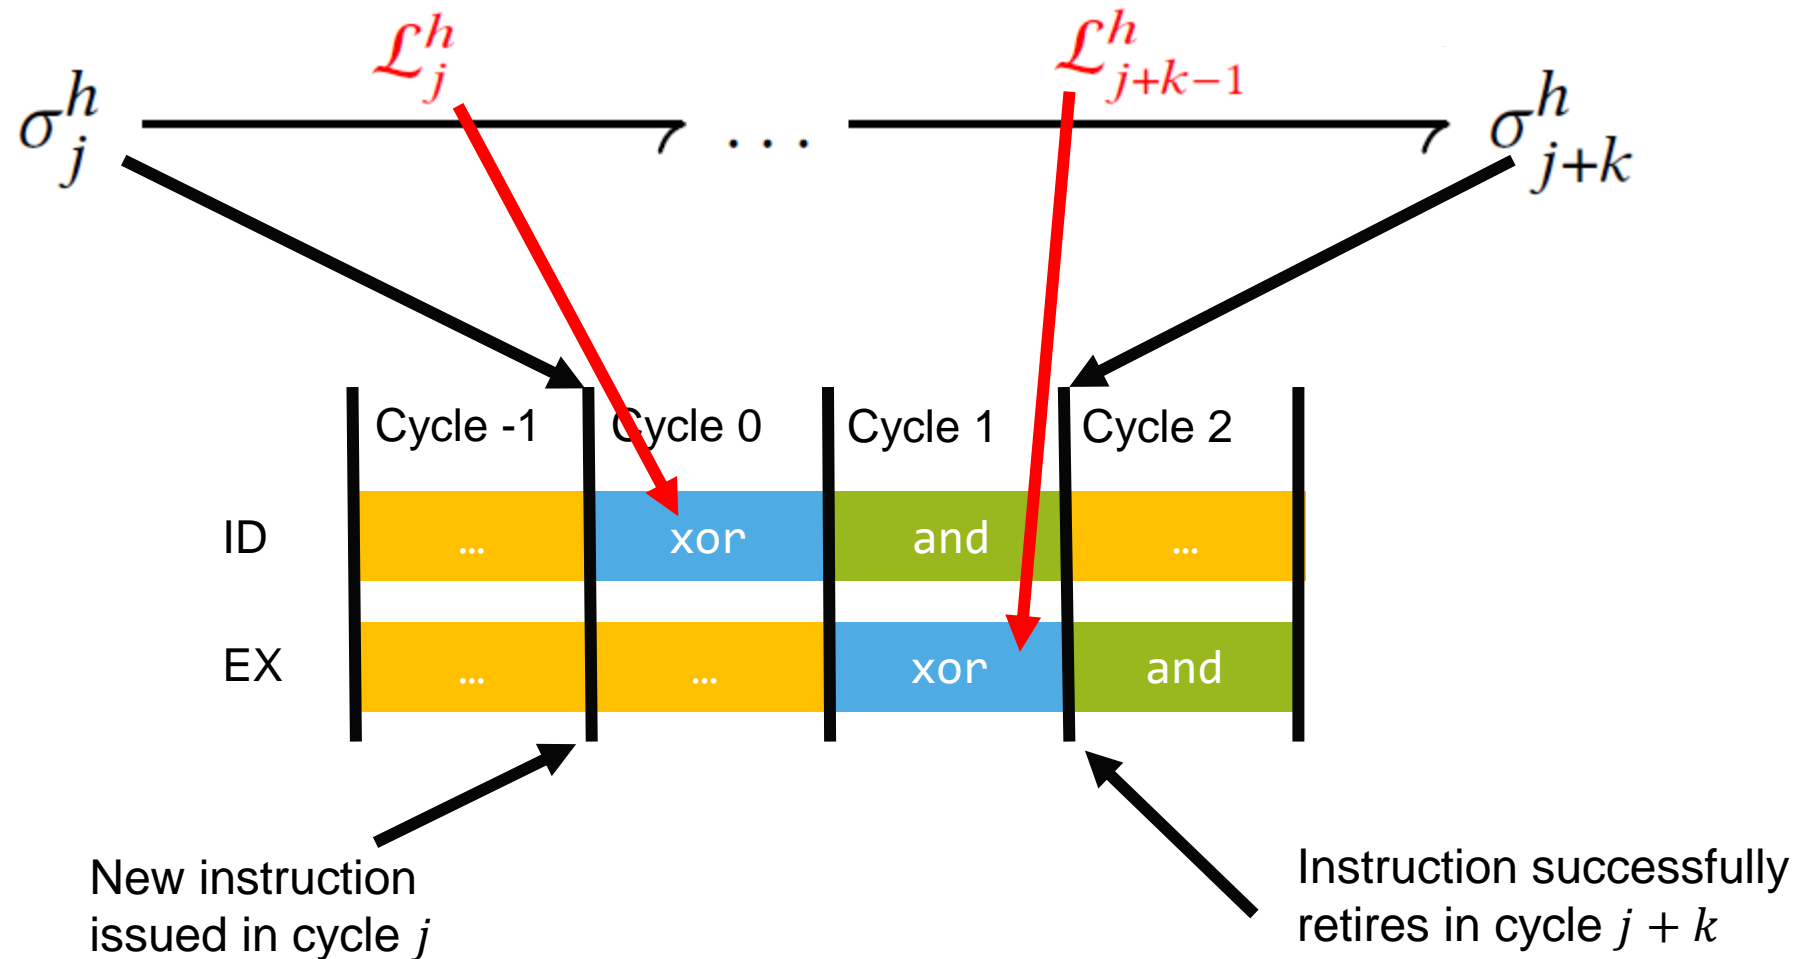 ℒ^h_j ℒ^h_{j+k−1}
σ^h_j ... σ^h_{j+k}
Cycle -1 Cycle 0 Cycle 1 Cycle 2
ID … xor and …
EX … … xor and
New instruction
issued in cycle j
Instruction successfully
retires in cycle j + k